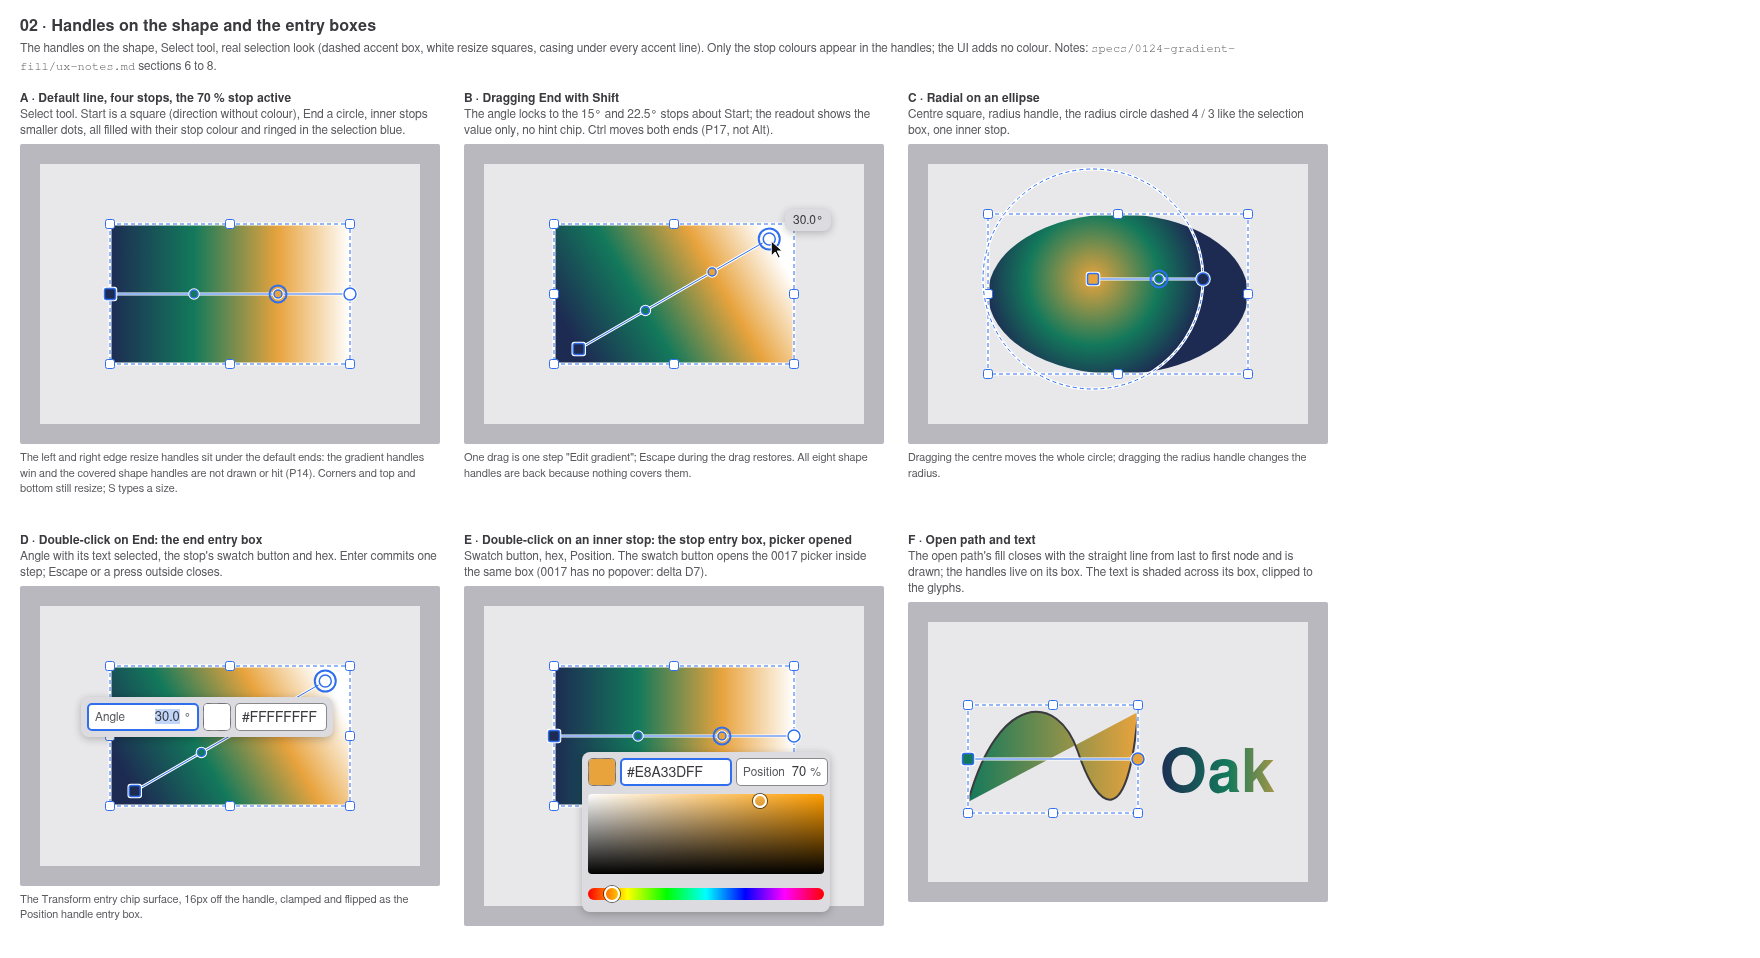 02 · Handles on the shape and the entry boxes
The handles on the shape, Select tool, real selection look (dashed accent box, white resize squares, casing under every accent line). Only the stop colours appear in the handles; the UI adds no colour. Notes: specs/0124-gradient-
fill/ux-notes.md sections 6 to 8.
A · Default line, four stops, the 70 % stop active
Select tool. Start is a square (direction without colour), End a circle, inner stops
smaller dots, all filled with their stop colour and ringed in the selection blue.
The left and right edge resize handles sit under the default ends: the gradient handles
win and the covered shape handles are not drawn or hit (P14). Corners and top and
bottom still resize; S types a size.
B · Dragging End with Shift
The angle locks to the 15° and 22.5° stops about Start; the readout shows the
value only, no hint chip. Ctrl moves both ends (P17, not Alt).
30.0°
One drag is one step "Edit gradient"; Escape during the drag restores. All eight shape
handles are back because nothing covers them.
C · Radial on an ellipse
Centre square, radius handle, the radius circle dashed 4 / 3 like the selection
box, one inner stop.
Dragging the centre moves the whole circle; dragging the radius handle changes the
radius.
D · Double-click on End: the end entry box
Angle with its text selected, the stop's swatch button and hex. Enter commits one
step; Escape or a press outside closes.
Angle 30.0 ° #FFFFFFFF
The Transform entry chip surface, 16px off the handle, clamped and flipped as the
Position handle entry box.
E · Double-click on an inner stop: the stop entry box, picker opened
Swatch button, hex, Position. The swatch button opens the 0017 picker inside
the same box (0017 has no popover: delta D7).
#E8A33DFF Position 70 %
F · Open path and text
The open path's fill closes with the straight line from last to first node and is
drawn; the handles live on its box. The text is shaded across its box, clipped to
the glyphs.
Oak